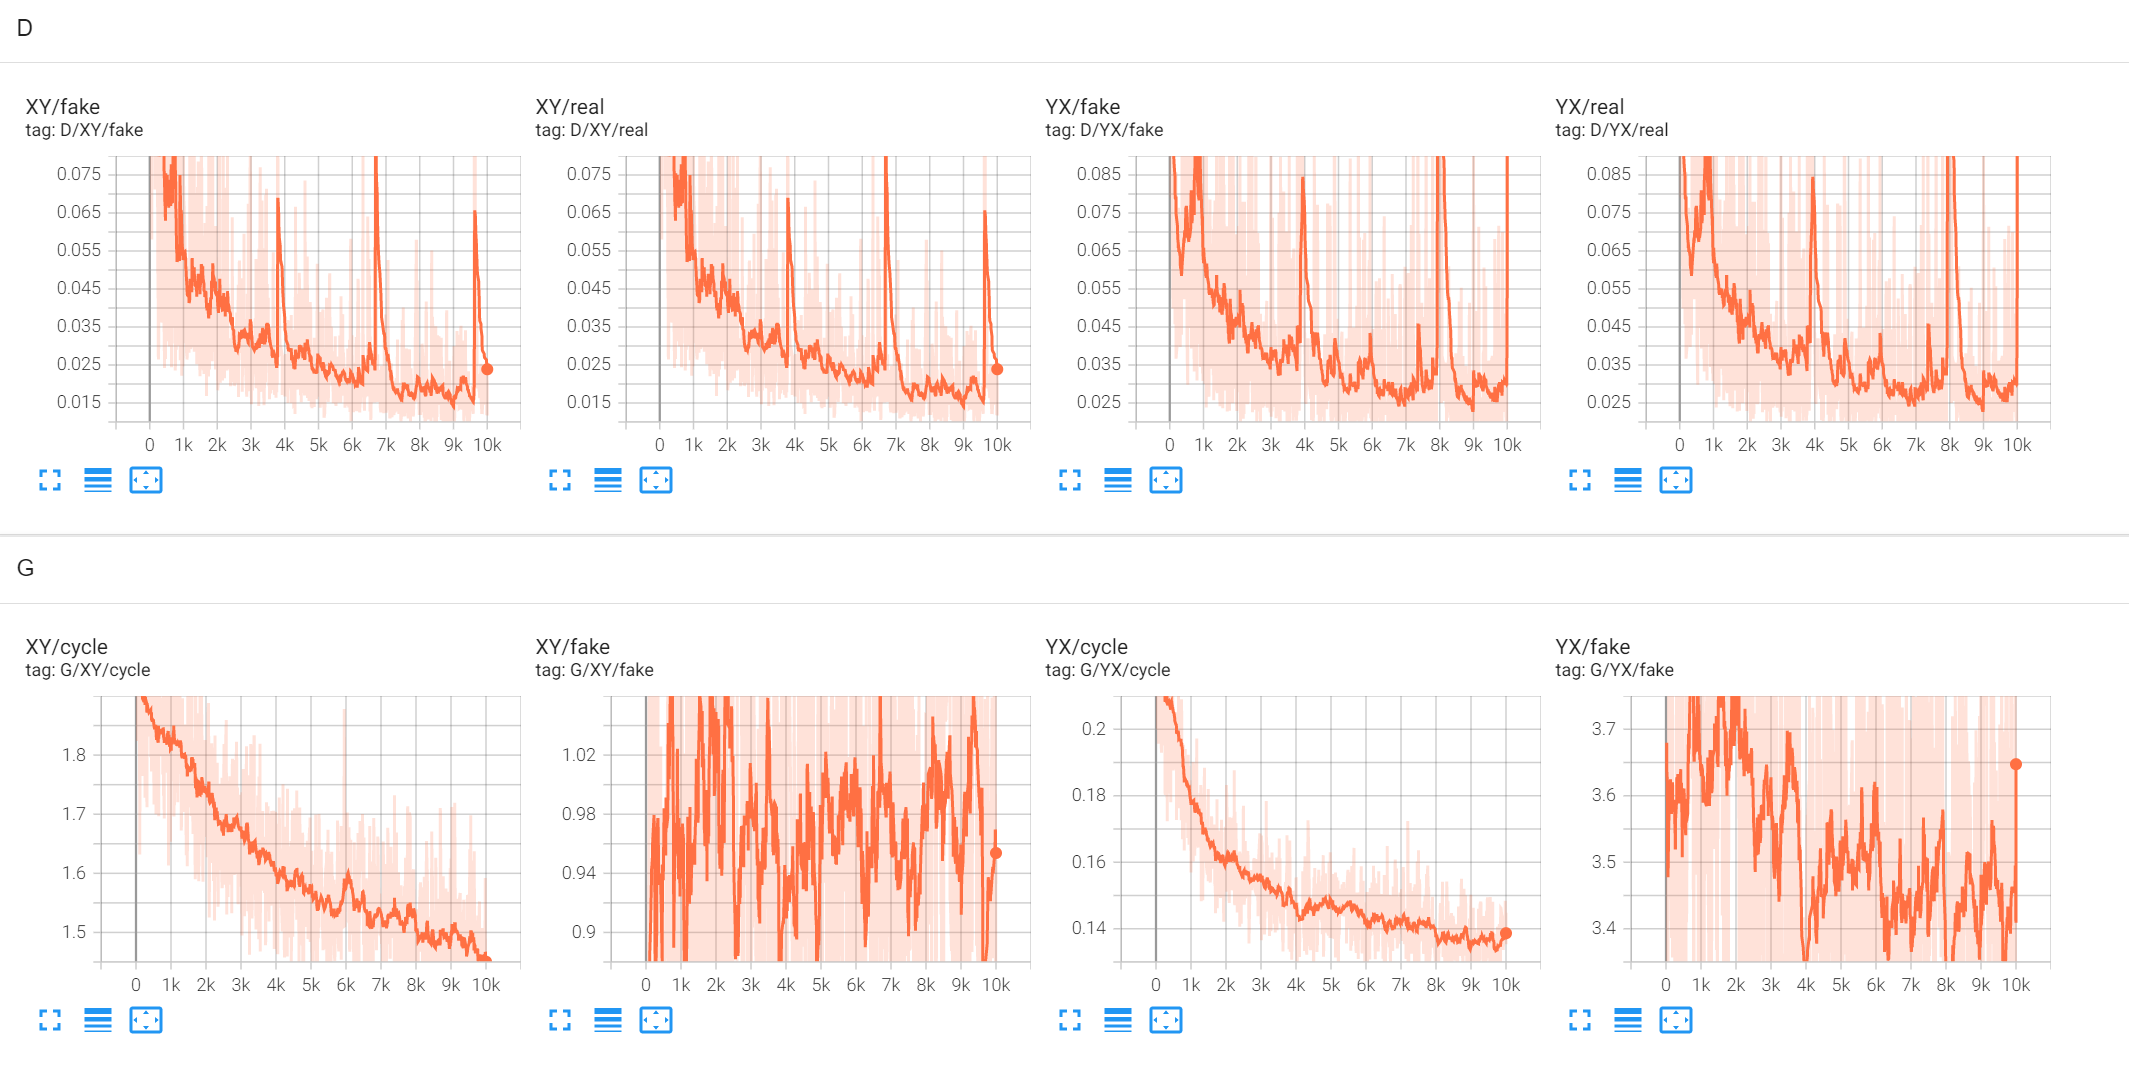 D
XY/fake
tag: D/XY/fake
0.075
0.065
0.055
0.045
0.035
0.025
0.015
0 1k 2k 3k 4k 5k 6k 7k 8k 9k 10k
XY/real
tag: D/XY/real
0.075
0.065
0.055
0.045
0.035
0.025
0.015
0 1k 2k 3k 4k 5k 6k 7k 8k 9k 10k
YX/fake
tag: D/YX/fake
0.085
0.075
0.065
0.055
0.045
0.035
0.025
0 1k 2k 3k 4k 5k 6k 7k 8k 9k 10k
YX/real
tag: D/YX/real
0.085
0.075
0.065
0.055
0.045
0.035
0.025
0 1k 2k 3k 4k 5k 6k 7k 8k 9k 10k
G
XY/cycle
tag: G/XY/cycle
1.8
1.7
1.6
1.5
0 1k 2k 3k 4k 5k 6k 7k 8k 9k 10k
XY/fake
tag: G/XY/fake
1.02
0.98
0.94
0.9
0 1k 2k 3k 4k 5k 6k 7k 8k 9k 10k
YX/cycle
tag: G/YX/cycle
0.2
0.18
0.16
0.14
0 1k 2k 3k 4k 5k 6k 7k 8k 9k 10k
YX/fake
tag: G/YX/fake
3.7
3.6
3.5
3.4
0 1k 2k 3k 4k 5k 6k 7k 8k 9k 10k